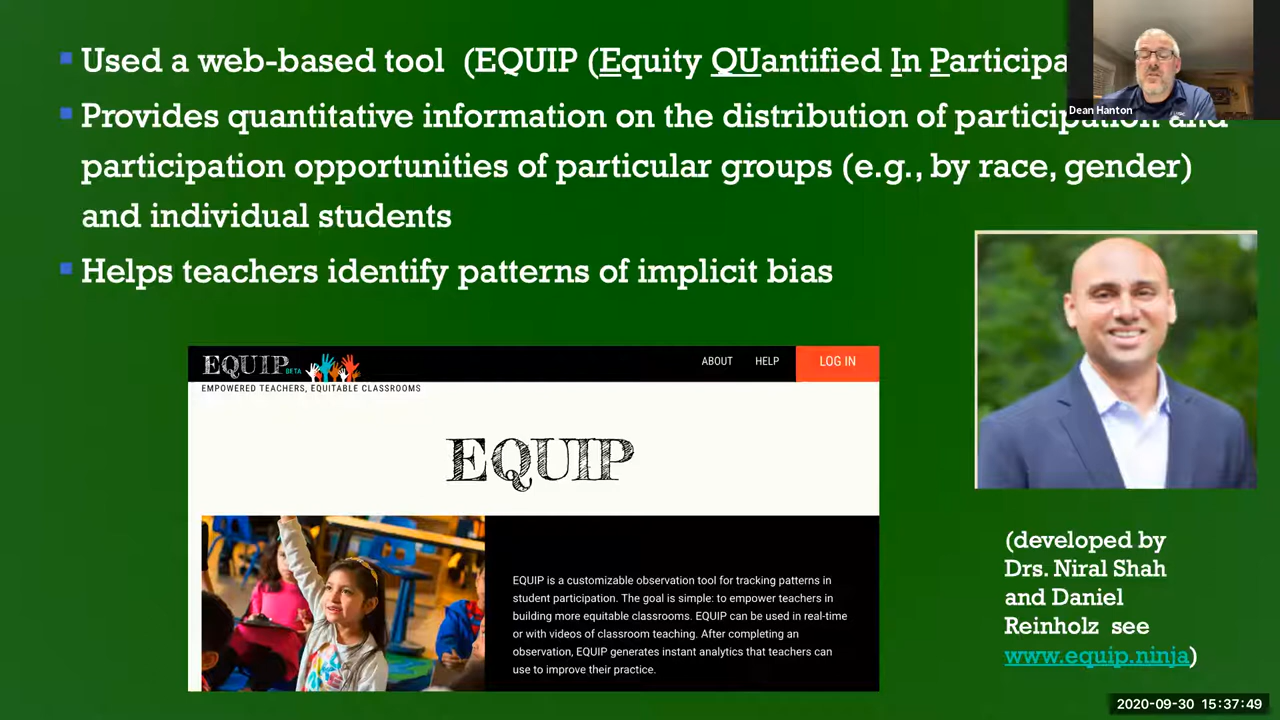 Used a web-based tool (EQUIP (Equity QUantified In Participa
Dean Hanton
Provides quantitative information on the distribution of participation and
participation opportunities of particular groups (e.g., by race, gender)
and individual students
Helps teachers identify patterns of implicit bias
EQUIP BETA
ABOUT HELP LOG IN
EMPOWERED TEACHERS, EQUITABLE CLASSROOMS
EQUIP
EQUIP is a customizable observation tool for tracking patterns in
student participation. The goal is simple: to empower teachers in
building more equitable classrooms. EQUIP can be used in real-time
or with videos of classroom teaching. After completing an
observation, EQUIP generates instant analytics that teachers can
use to improve their practice.
(developed by
Drs. Niral Shah
and Daniel
Reinholz see
www.equip.ninja)
2020-09-30 15:37:49